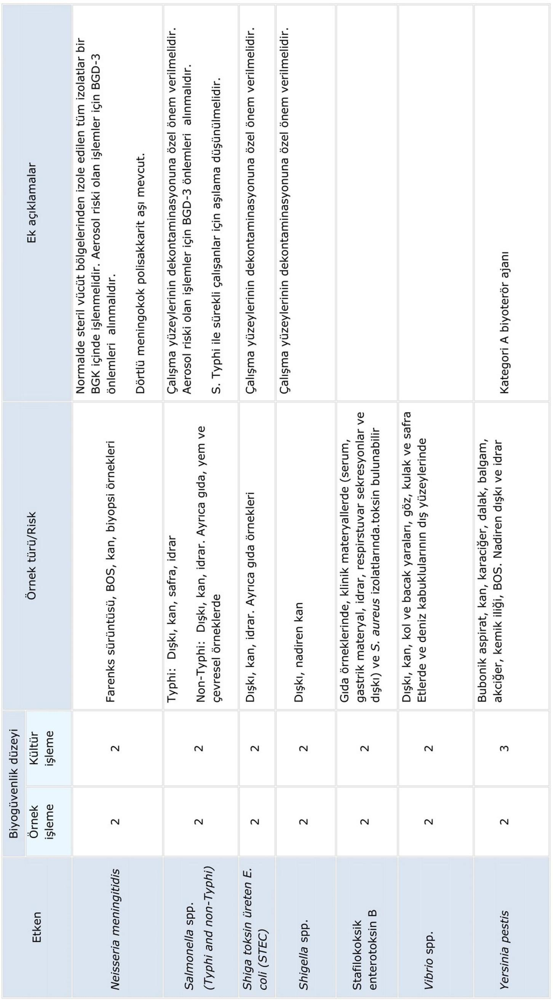 Etken
Biyogüvenlik düzeyi
Örnek türü/Risk
Ek açıklamalar
Örnek
işleme
Kültür
işleme
Neisseria meningitidis
2
2
Farenks sürüntüsü, BOS, kan, biyopsi örnekleri
Normalde steril vücüt bölgelerinden izole edilen tüm izolatlar bir
BGK içinde işlenmelidir. Aerosol riski olan işlemler için BGD-3
önlemleri alınmalıdır.
Dörtlü meningokok polisakkarit aşı mevcut.
Salmonella spp.
(Typhi and non-Typhi)
2
2
Typhi: Dışkı, kan, safra, idrar
Non-Typhi: Dışkı, kan, idrar. Ayrıca gıda, yem ve
çevresel örneklerde
Çalışma yüzeylerinin dekontaminasyonuna özel önem verilmelidir.
Aerosol riski olan işlemler için BGD-3 önlemleri alınmalıdır.
S. Typhi ile sürekli çalışanlar için aşılama düşünülmelidir.
Shiga toksin üreten E.
coli (STEC)
2
2
Dışkı, kan, idrar. Ayrıca gıda örnekleri
Çalışma yüzeylerinin dekontaminasyonuna özel önem verilmelidir.
Shigella spp.
2
2
Dışkı, nadiren kan
Çalışma yüzeylerinin dekontaminasyonuna özel önem verilmelidir.
Stafilokoksik
enterotoksin B
2
2
Gıda örneklerinde, klinik materyallerde (serum,
gastrik materyal, idrar, respirstuvar sekresyonlar ve
dışkı) ve S. aureus izolatlarında.toksin bulunabilir
Vibrio spp.
2
2
Dışkı, kan, kol ve bacak yaraları, göz, kulak ve safra
Etlerde ve deniz kabuklularının dış yüzeylerinde
Yersinia pestis
2
3
Bubonik aspirat, kan, karaciğer, dalak, balgam,
akciğer, kemik iliği, BOS. Nadiren dışkı ve idrar
Kategori A biyoterör ajanı